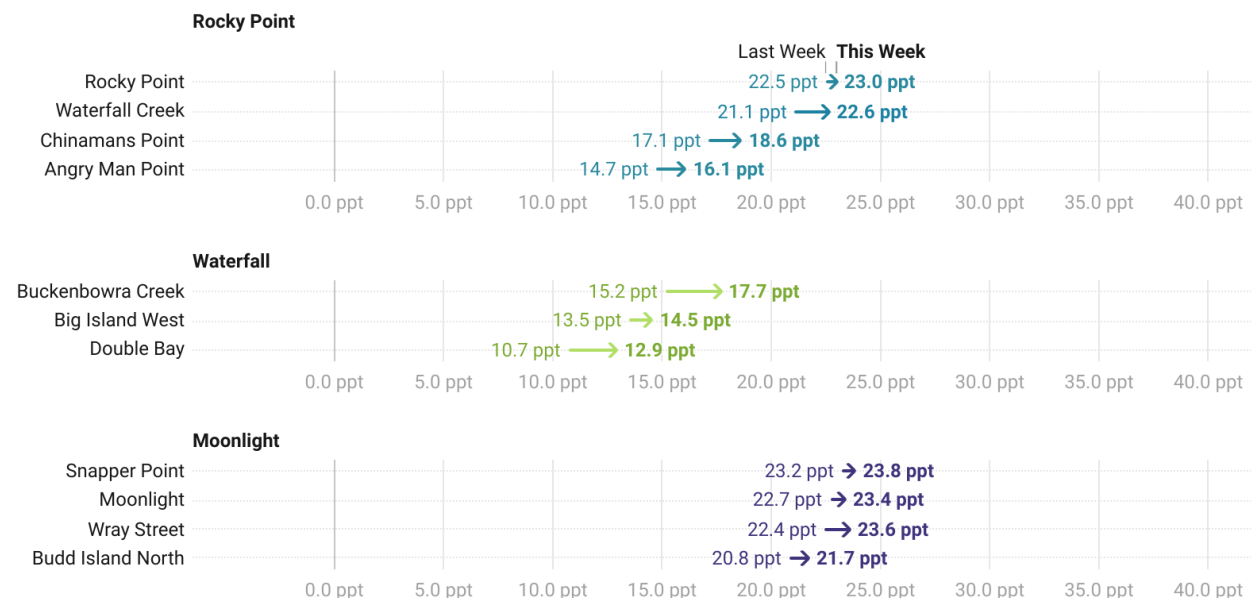 Rocky Point
Last Week This Week
Rocky Point 22.5 ppt 23.0 ppt
Waterfall Creek 21.1 ppt 22.6 ppt
Chinamans Point 17.1 ppt 18.6 ppt
Angry Man Point 14.7 ppt 16.1 ppt
0.0 ppt 5.0 ppt 10.0 ppt 15.0 ppt 20.0 ppt 25.0 ppt 30.0 ppt 35.0 ppt 40.0 ppt
Waterfall
Buckenbowra Creek 15.2 ppt 17.7 ppt
Big Island West 13.5 ppt 14.5 ppt
Double Bay 10.7 ppt 12.9 ppt
0.0 ppt 5.0 ppt 10.0 ppt 15.0 ppt 20.0 ppt 25.0 ppt 30.0 ppt 35.0 ppt 40.0 ppt
Moonlight
Snapper Point 23.2 ppt 23.8 ppt
Moonlight 22.7 ppt 23.4 ppt
Wray Street 22.4 ppt 23.6 ppt
Budd Island North 20.8 ppt 21.7 ppt
0.0 ppt 5.0 ppt 10.0 ppt 15.0 ppt 20.0 ppt 25.0 ppt 30.0 ppt 35.0 ppt 40.0 ppt